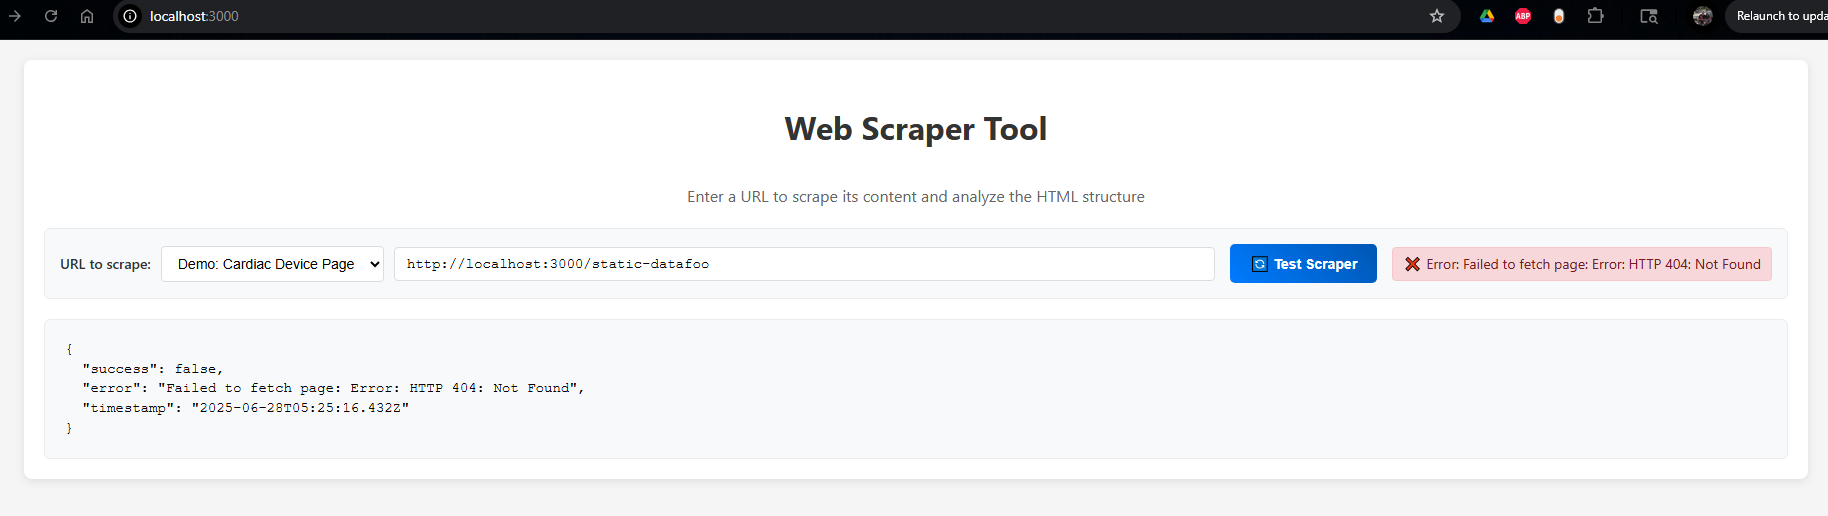 localhost:3000
ABP
Relaunch to upda
Web Scraper Tool
Enter a URL to scrape its content and analyze the HTML structure
URL to scrape: Demo: Cardiac Device Page http://localhost:3000/static-datafoo Test Scraper ❌ Error: Failed to fetch page: Error: HTTP 404: Not Found
{
"success": false,
"error": "Failed to fetch page: Error: HTTP 404: Not Found",
"timestamp": "2025-06-28T05:25:16.432Z"
}